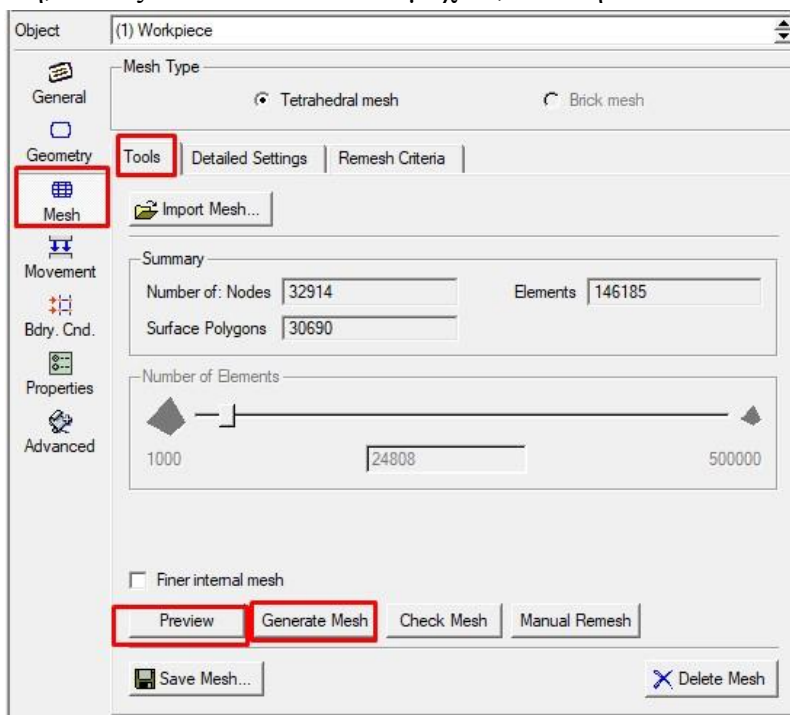 Object (1) Workpiece
General
Geometry
Mesh
Movement
Bdry. Cnd.
Properties
Advanced
Mesh Type
Tetrahedral mesh Brick mesh
Tools Detailed Settings Remesh Criteria
Import Mesh...
Summary
Number of: Nodes 32914 Elements 146185
Surface Polygons 30690
Number of Elements
1000 24808 500000
Finer internal mesh
Preview Generate Mesh Check Mesh Manual Remesh
Save Mesh... Delete Mesh